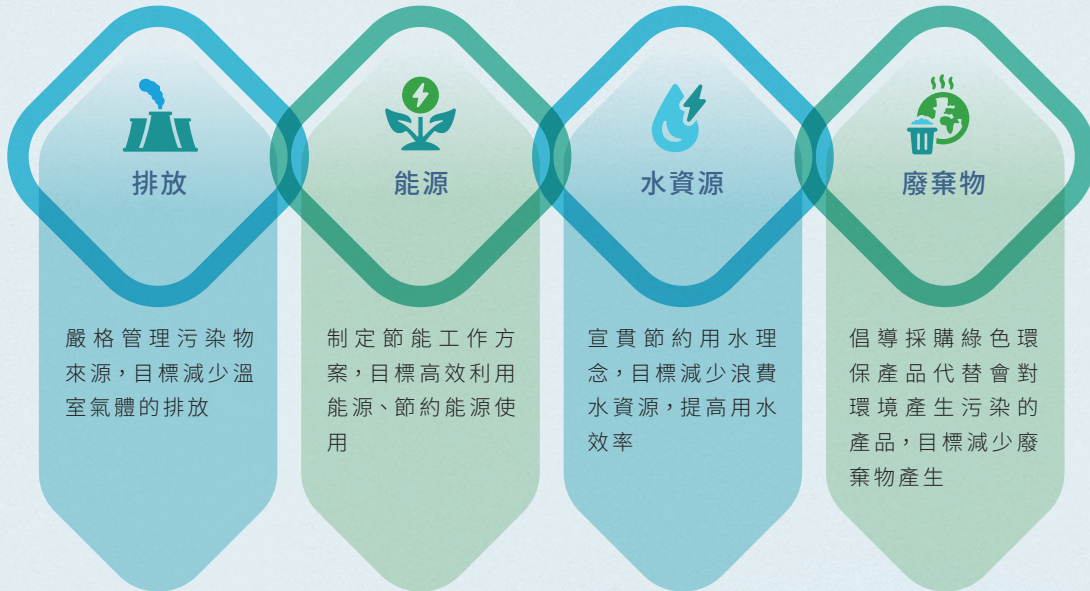 排放
嚴格管理污染物
來源，目標減少溫
室氣體的排放
能源
制定節能工作方
案，目標高效利用
能源、節約能源使
用
水資源
宣貫節約用水理
念，目標減少浪費
水資源，提高用水
效率
廢棄物
倡導採購綠色環
保產品代替會對
環境產生污染的
產品，目標減少廢
棄物產生